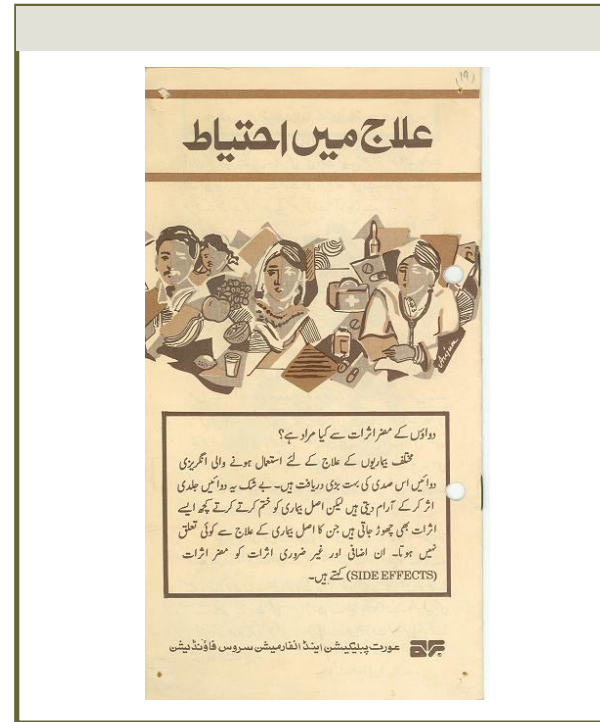 (۱۹)
علاج میں احتیاط
Anjum
دواؤں کے مضر اثرات سے کیا مراد ہے؟
مختلف بیماریوں کے علاج کے لئے استعمال ہونے والی انگریزی
دوائیں اس صدی کی بہت بڑی دریافت ہیں۔ بے شک یہ دوائیں جلدی
اثر کر کے آرام دیتی ہیں لیکن اصل بیماری کو ختم کرتے کرتے کچھ ایسے
اثرات بھی چھوڑ جاتی ہیں جن کا اصل بیماری کے علاج سے کوئی تعلق
نہیں ہوتا۔ ان اضافی اور غیر ضروری اثرات کو مضر اثرات
(SIDE EFFECTS) کہتے ہیں۔
عورت پبلیکیشن اینڈ انفارمیشن سروس فاؤنڈیشن